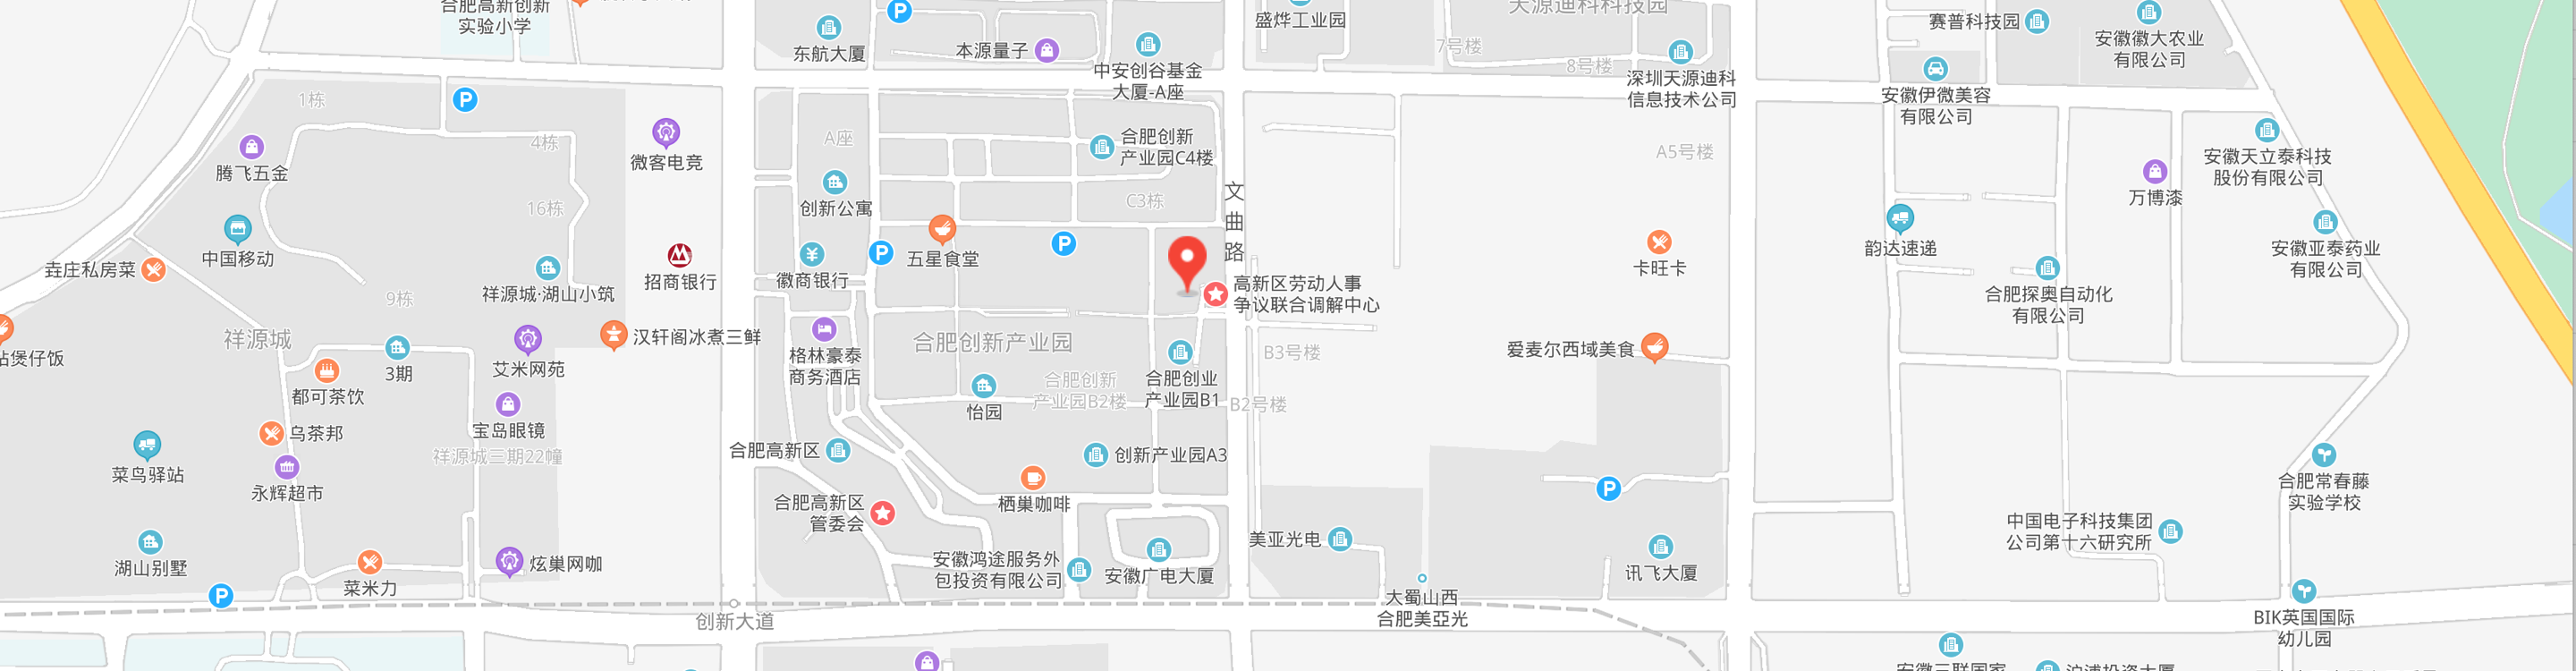 合肥高新创新
实验小学
东航大厦
本源量子
中安创谷基金
大厦-A座
盛烨工业园
天源迪科科技园
7号楼
8号楼
深圳天源迪科
信息技术公司
赛普科技园
安徽徽大农业
有限公司
安徽伊微美容
有限公司
1栋
4栋
腾飞五金
微客电竞
A座
合肥创新
产业园C4楼
A5号楼
安徽天立泰科技
股份有限公司
万博漆
16栋
创新公寓
C3栋
文
曲
路
中国移动
垚庄私房菜
招商银行
徽商银行
五星食堂
卡旺卡
韵达速递
安徽亚泰药业
有限公司
祥源城·湖山小筑
9栋
高新区劳动人事
争议联合调解中心
合肥探奥自动化
有限公司
祥源城
汉轩阁冰煮三鲜
合肥创新产业园
B3号楼
爱麦尔西域美食
煲仔饭
3期
艾米网苑
格林豪泰
商务酒店
都可茶饮
怡园
合肥创新
产业园B2楼
合肥创业
产业园B1
B2号楼
宝岛眼镜
乌茶邦
祥源城三期22幢
合肥高新区
创新产业园A3
菜鸟驿站
永辉超市
栖巢咖啡
合肥高新区
管委会
合肥常春藤
实验学校
中国电子科技集团
公司第十六研究所
美亚光电
湖山别墅
菜米力
炫巢网咖
安徽鸿途服务外
包投资有限公司
安徽广电大厦
讯飞大厦
大蜀山西
合肥美亞光
创新大道
BIK英国国际
幼儿园
安徽三联国家
沪浦投资大厦